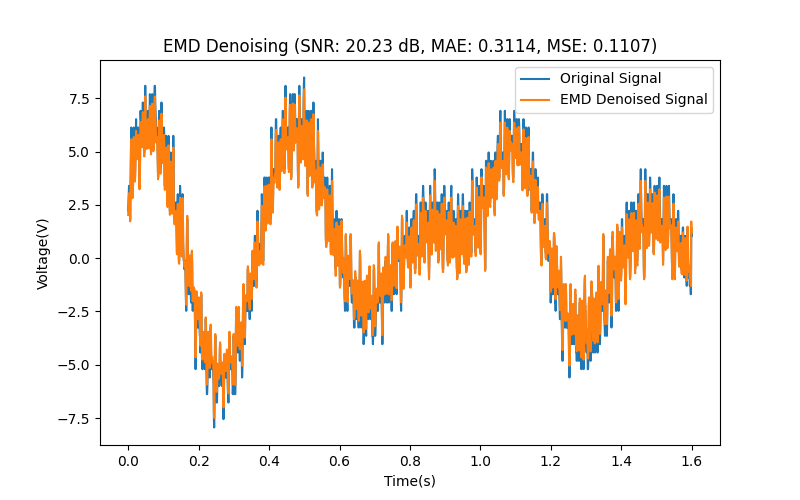 EMD Denoising (SNR: 20.23 dB, MAE: 0.3114, MSE: 0.1107)
Original Signal
EMD Denoised Signal
7.5
5.0
2.5
0.0
−2.5
−5.0
−7.5
Voltage(V)
0.0 0.2 0.4 0.6 0.8 1.0 1.2 1.4 1.6
Time(s)